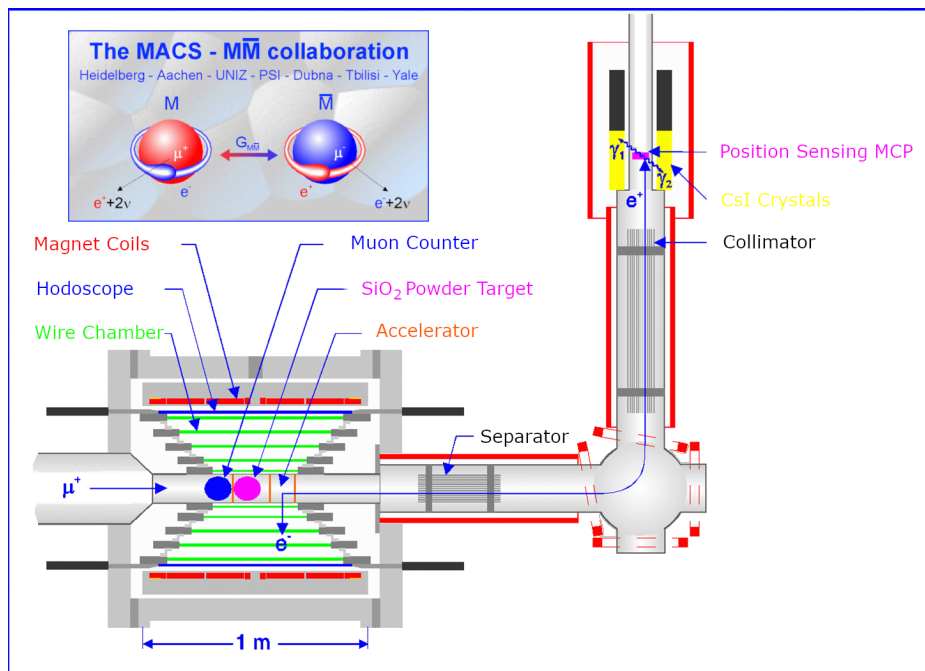 The MACS - MM̅ collaboration
Heidelberg - Aachen - UNIZ - PSI - Dubna - Tbilisi - Yale
M
M̅
G_MM̅
μ⁺
μ⁻
e⁻
e⁺
e⁺+2ν
e⁻+2ν
γ₁
γ₂
e⁺
Position Sensing MCP
CsI Crystals
Collimator
Magnet Coils
Muon Counter
Hodoscope
SiO₂ Powder Target
Wire Chamber
Accelerator
Separator
μ⁺
e⁻
1 m